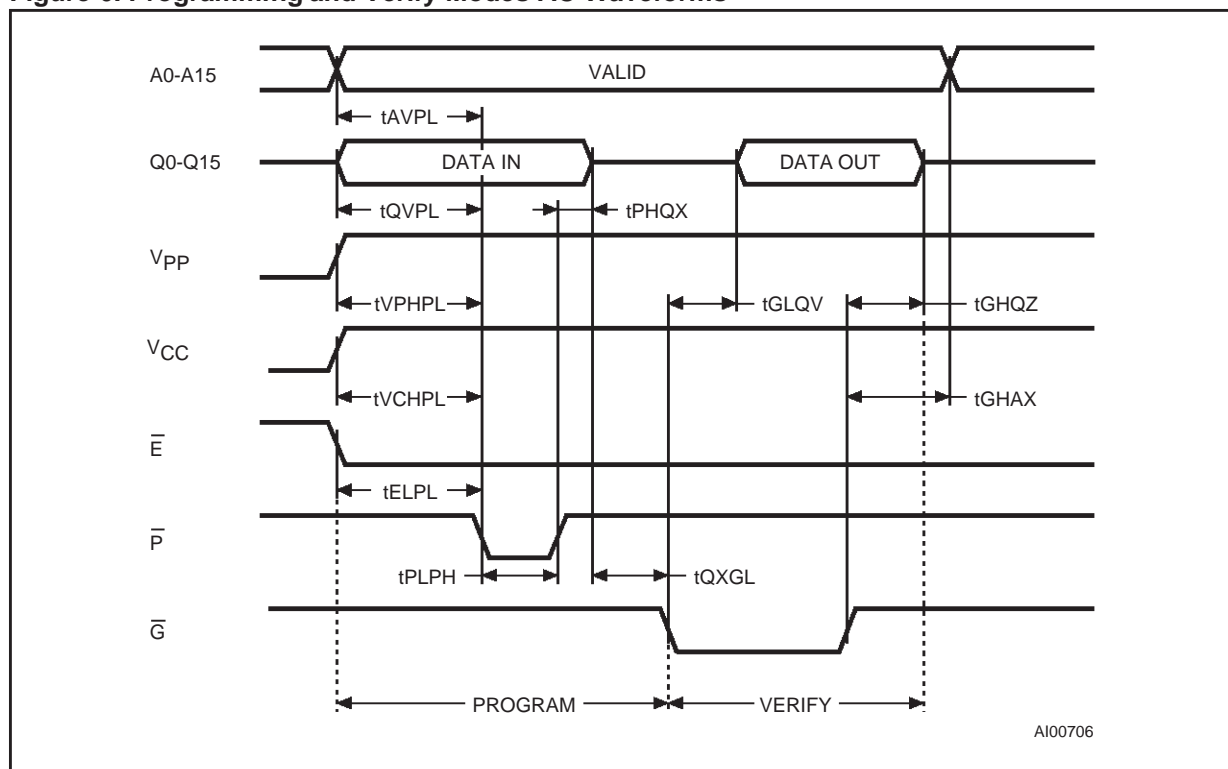 Figure 6. Programming and Verify Modes AC Waveforms
A0-A15
VALID
tAVPL
Q0-Q15
DATA IN
DATA OUT
tQVPL
tPHQX
VPP
tVPHPL
tGLQV
tGHQZ
VCC
tVCHPL
tGHAX
E̅
tELPL
P̅
tPLPH
tQXGL
G̅
PROGRAM
VERIFY
AI00706